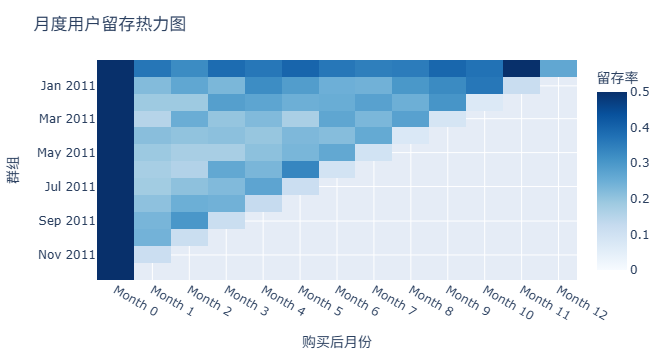 月度用户留存热力图
留存率
群组
Jan 2011
Mar 2011
May 2011
Jul 2011
Sep 2011
Nov 2011
0.5
0.4
0.3
0.2
0.1
0
Month 0
Month 1
Month 2
Month 3
Month 4
Month 5
Month 6
Month 7
Month 8
Month 9
Month 10
Month 11
Month 12
购买后月份